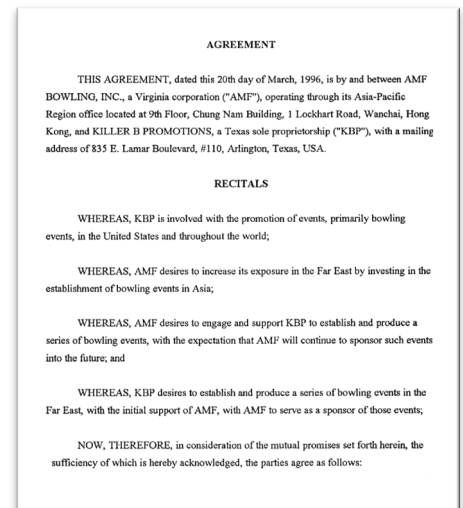 AGREEMENT
THIS AGREEMENT, dated this 20th day of March, 1996, is by and between AMF
BOWLING, INC., a Virginia corporation ("AMF"), operating through its Asia-Pacific
Region office located at 9th Floor, Chung Nam Building, 1 Lockhart Road, Wanchai, Hong
Kong, and KILLER B PROMOTIONS, a Texas sole proprietorship ("KBP"), with a mailing
address of 835 E. Lamar Boulevard, #110, Arlington, Texas, USA.
RECITALS
WHEREAS, KBP is involved with the promotion of events, primarily bowling
events, in the United States and throughout the world;
WHEREAS, AMF desires to increase its exposure in the Far East by investing in the
establishment of bowling events in Asia;
WHEREAS, AMF desires to engage and support KBP to establish and produce a
series of bowling events, with the expectation that AMF will continue to sponsor such events
into the future; and
WHEREAS, KBP desires to establish and produce a series of bowling events in the
Far East, with the initial support of AMF, with AMF to serve as a sponsor of those events;
NOW, THEREFORE, in consideration of the mutual promises set forth herein, the
sufficiency of which is hereby acknowledged, the parties agree as follows: